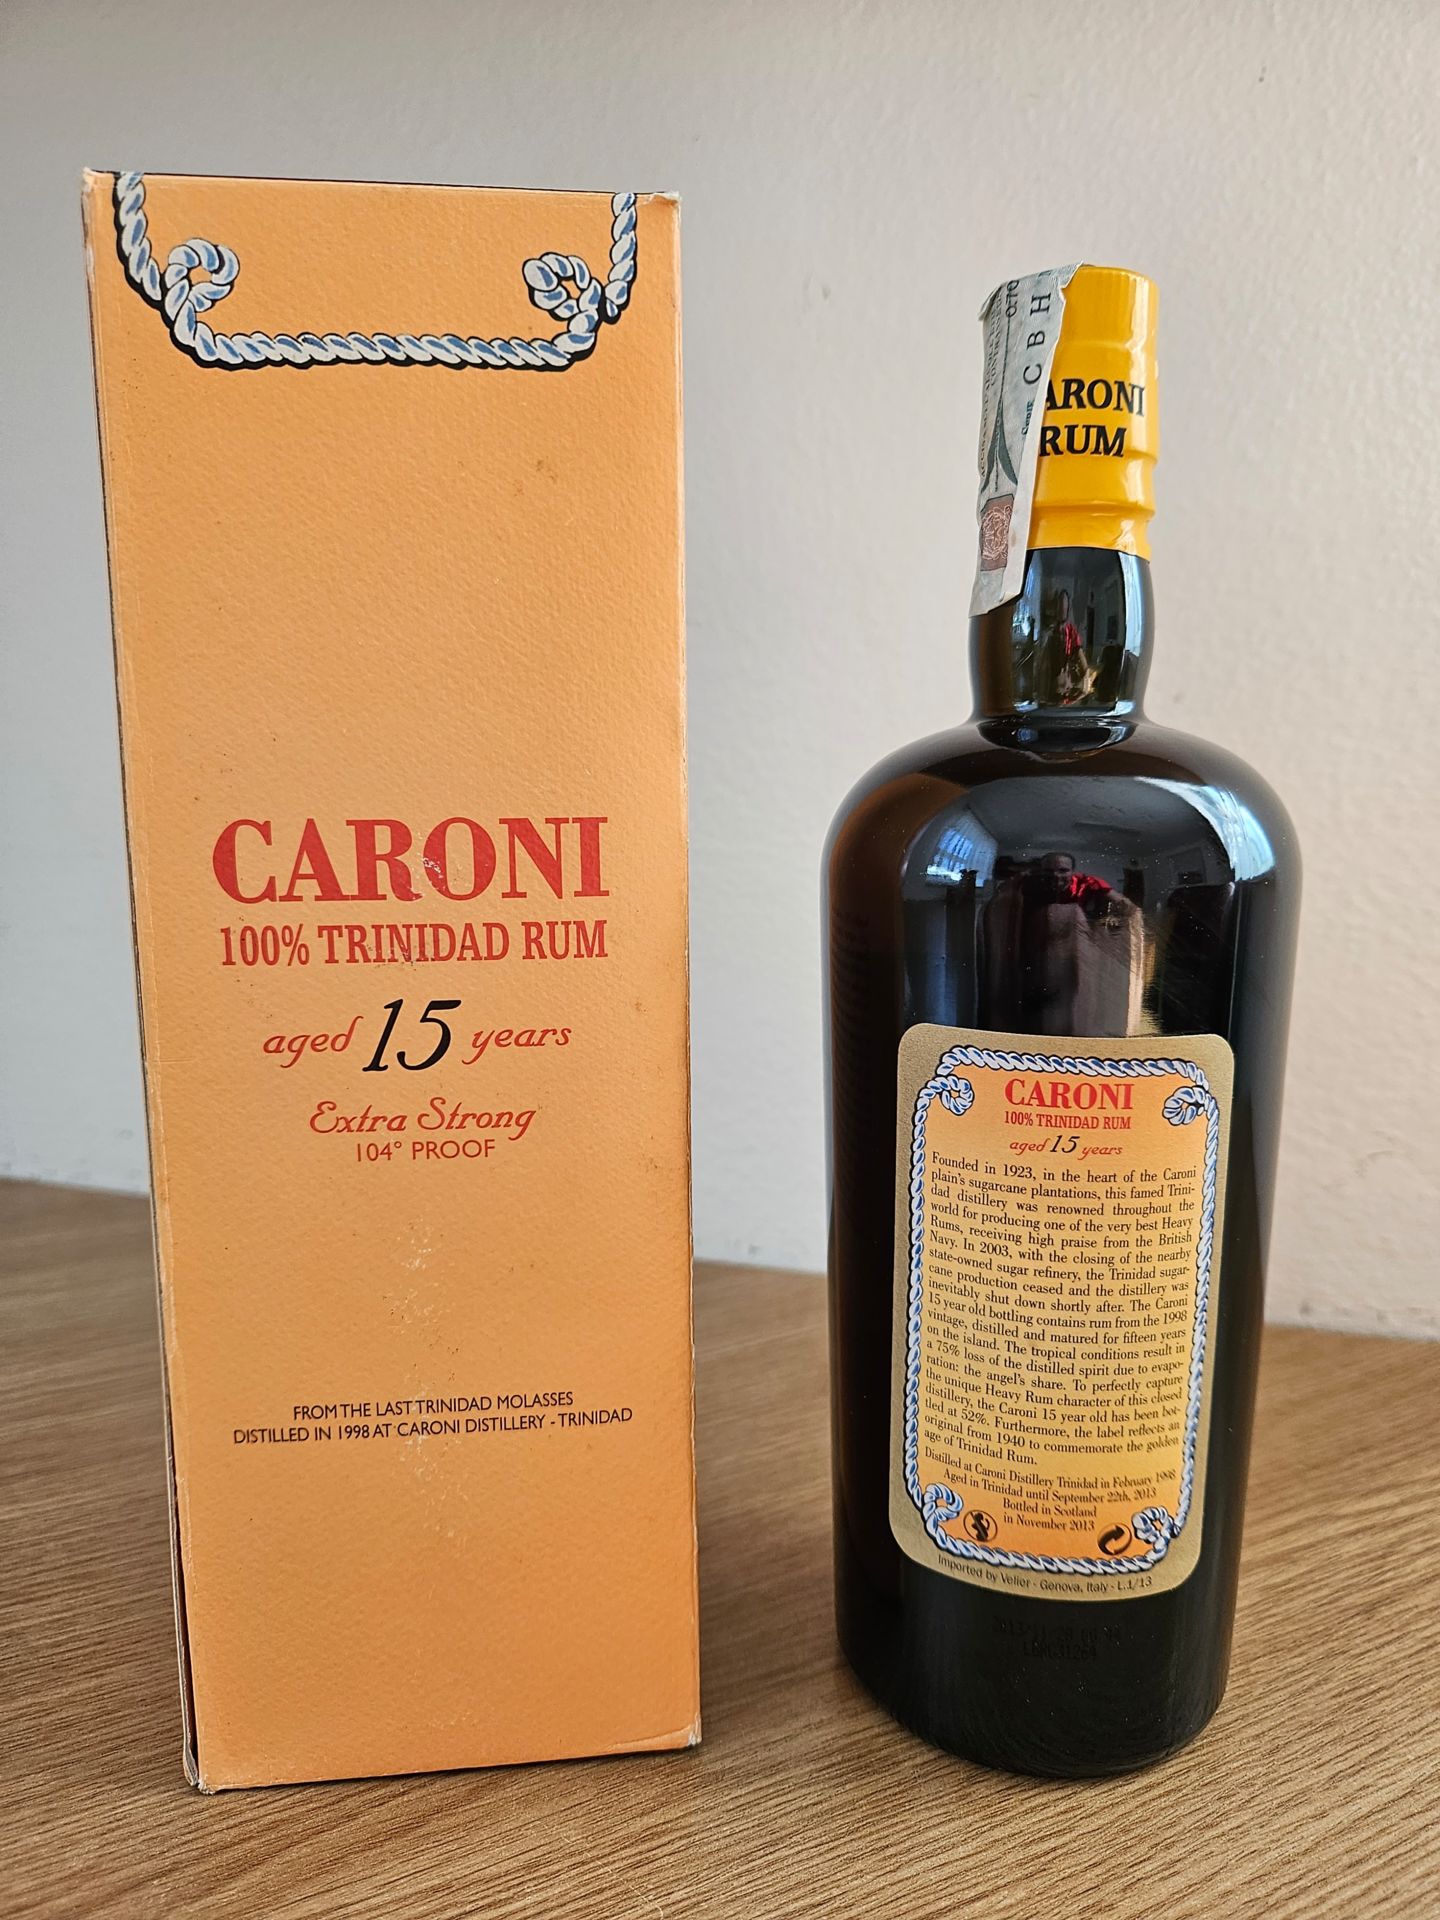 CARONI
100% TRINIDAD RUM
aged 15 years
Extra Strong
104° PROOF
FROM THE LAST TRINIDAD MOLASSES
DISTILLED IN 1998 AT CARONI DISTILLERY - TRINIDAD
0.70
SERIE C B H
ARONI
RUM
CARONI
100% TRINIDAD RUM
aged 15 years
Founded in 1923, in the heart of the Caroni
plain's sugarcane plantations, this famed Trini-
dad distillery was renowned throughout the
world for producing one of the very best Heavy
Rums, receiving high praise from the British
Navy. In 2003, with the closing of the nearby
state-owned sugar refinery, the Trinidad sugar-
cane production ceased and the distillery was
inevitably shut down shortly after. The Caroni
15 year old bottling contains rum from the 1998
vintage, distilled and matured for fifteen years
on the island. The tropical conditions result in
a 75% loss of the distilled spirit due to evapo-
ration: the angel's share. To perfectly capture
the unique Heavy Rum character of this closed
distillery, the Caroni 15 year old has been bot-
tled at 52%. Furthermore, the label reflects an
original from 1940 to commemorate the golden
age of Trinidad Rum.
Distilled at Caroni Distillery Trinidad in February 1998
Aged in Trinidad until September 22th, 2013
Bottled in Scotland
in November 2013
Imported by Velier - Genova, Italy - L.1/13